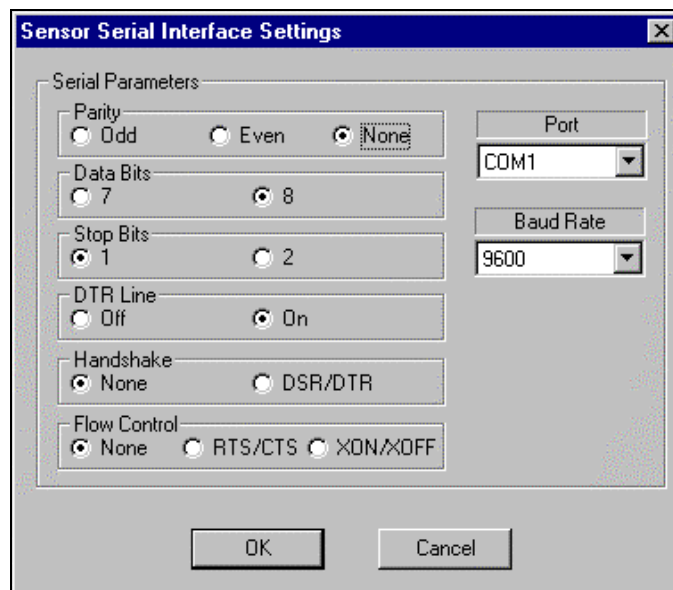 Sensor Serial Interface Settings
Serial Parameters
Parity
Odd Even None
Port
COM1
Data Bits
7 8
Stop Bits
1 2
Baud Rate
9600
DTR Line
Off On
Handshake
None DSR/DTR
Flow Control
None RTS/CTS XON/XOFF
OK Cancel